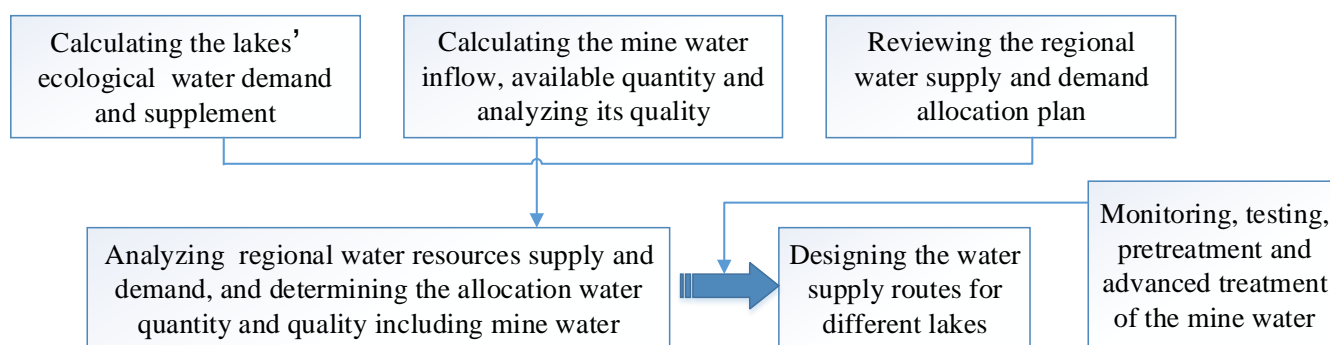 Calculating the lakes’
ecological water demand
and supplement
Calculating the mine water
inflow, available quantity and
analyzing its quality
Reviewing the regional
water supply and demand
allocation plan
Analyzing regional water resources supply and
demand, and determining the allocation water
quantity and quality including mine water
Designing the water
supply routes for
different lakes
Monitoring, testing,
pretreatment and
advanced treatment
of the mine water